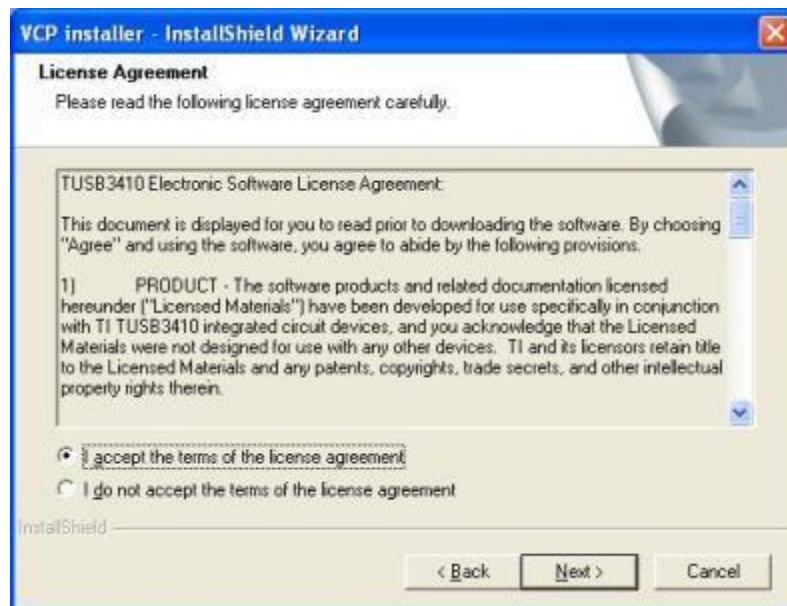 VCP installer - InstallShield Wizard
License Agreement
Please read the following license agreement carefully.
TUSB3410 Electronic Software License Agreement:
This document is displayed for you to read prior to downloading the software. By choosing
"Agree" and using the software, you agree to abide by the following provisions.
1) PRODUCT - The software products and related documentation licensed
hereunder ("Licensed Materials") have been developed for use specifically in conjunction
with TI TUSB3410 integrated circuit devices, and you acknowledge that the Licensed
Materials were not designed for use with any other devices. TI and its licensors retain title
to the Licensed Materials and any patents, copyrights, trade secrets, and other intellectual
property rights therein.
I accept the terms of the license agreement
I do not accept the terms of the license agreement
InstallShield
< Back
Next >
Cancel